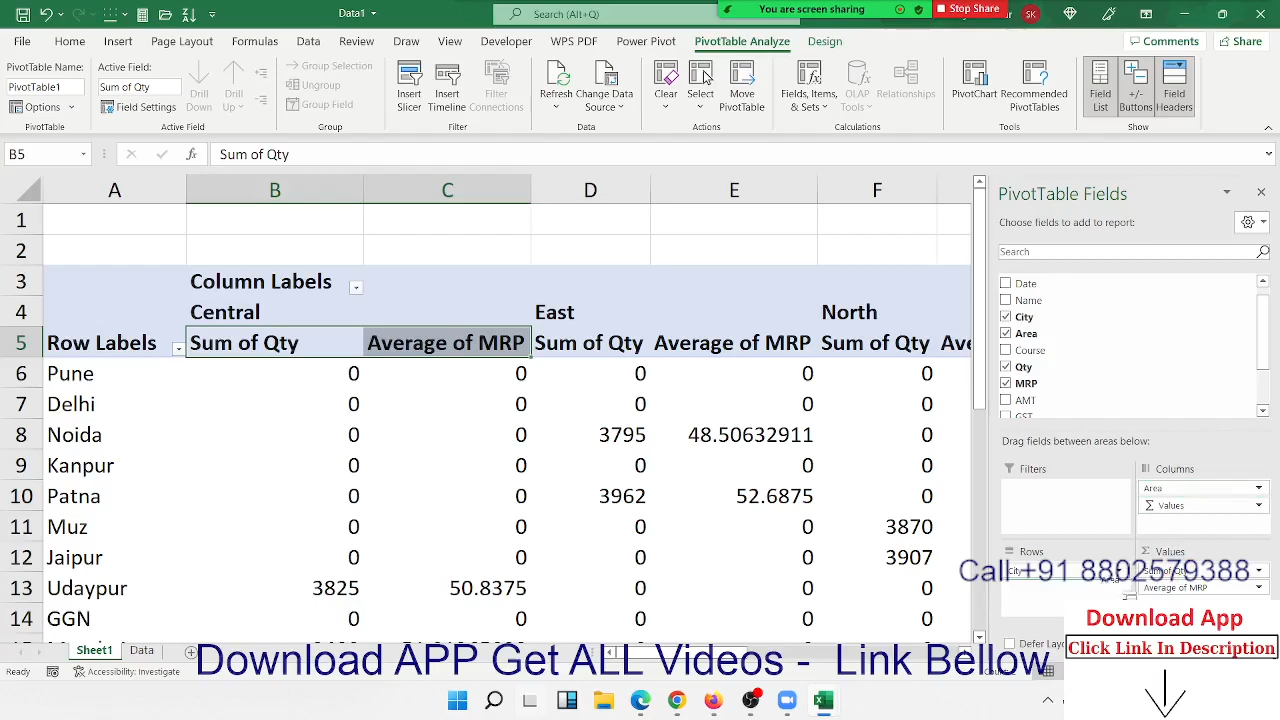 Data1
Search (Alt+Q)
You are screen sharing
Stop Share
SK
File Home Insert Page Layout Formulas Data Review Draw View Developer WPS PDF Power Pivot PivotTable Analyze Design
Comments Share
PivotTable Name:
PivotTable1
Options
PivotTable
Active Field:
Sum of Qty
Field Settings
Drill Down
Drill Up
Active Field
Group Selection
Ungroup
Group Field
Group
Insert Slicer
Insert Timeline
Filter Connections
Filter
Refresh
Change Data Source
Data
Clear
Select
Move PivotTable
Actions
Fields, Items, & Sets
OLAP Tools
Relationships
Calculations
PivotChart
Recommended PivotTables
Tools
Field List
+/- Buttons
Field Headers
Show
B5 fx Sum of Qty
A B C D E F
1
2
3 Column Labels
4 Central East North
5 Row Labels Sum of Qty Average of MRP Sum of Qty Average of MRP Sum of Qty Ave
6 Pune 0 0 0 0 0
7 Delhi 0 0 0 0 0
8 Noida 0 0 3795 48.50632911 0
9 Kanpur 0 0 0 0 0
10 Patna 0 0 3962 52.6875 0
11 Muz 0 0 0 0 3870
12 Jaipur 0 0 0 0 3907
13 Udaypur 3825 50.8375 0 0 0
14 GGN 0 0 0 0 0
PivotTable Fields
Choose fields to add to report:
Search
Date
Name
City
Area
Course
Qty
MRP
AMT
GST
Drag fields between areas below:
Filters
Columns
Area
Σ Values
Rows
City
Area
Σ Values
Sum of Qty
Average of MRP
Call +91 8802579388
Defer Lay
Sheet1 Data
Accessibility: Investigate
Download APP Get ALL Videos - Link Bellow
Download App
Click Link In Description